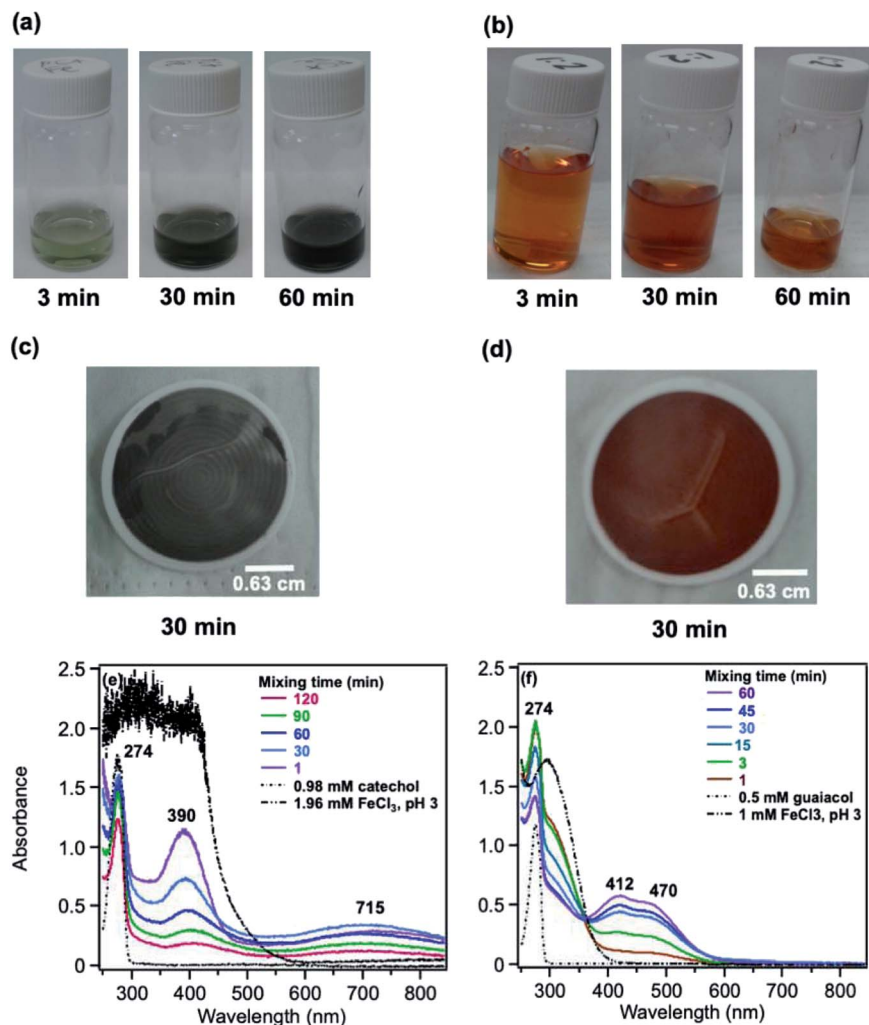 (a)
(b)
3 min
30 min
60 min
3 min
30 min
60 min
(c)
(d)
0.63 cm
0.63 cm
30 min
30 min
(e)
Mixing time (min)
120
90
60
30
1
0.98 mM catechol
1.96 mM FeCl₃, pH 3
274
390
715
2.5
2.0
1.5
1.0
0.5
0
300
400
500
600
700
800
Absorbance
Wavelength (nm)
(f)
Mixing time (min)
60
45
30
15
3
1
0.5 mM guaiacol
1 mM FeCl3, pH 3
274
412
470
2.5
2.0
1.5
1.0
0.5
0
300
400
500
600
700
800
Wavelength (nm)